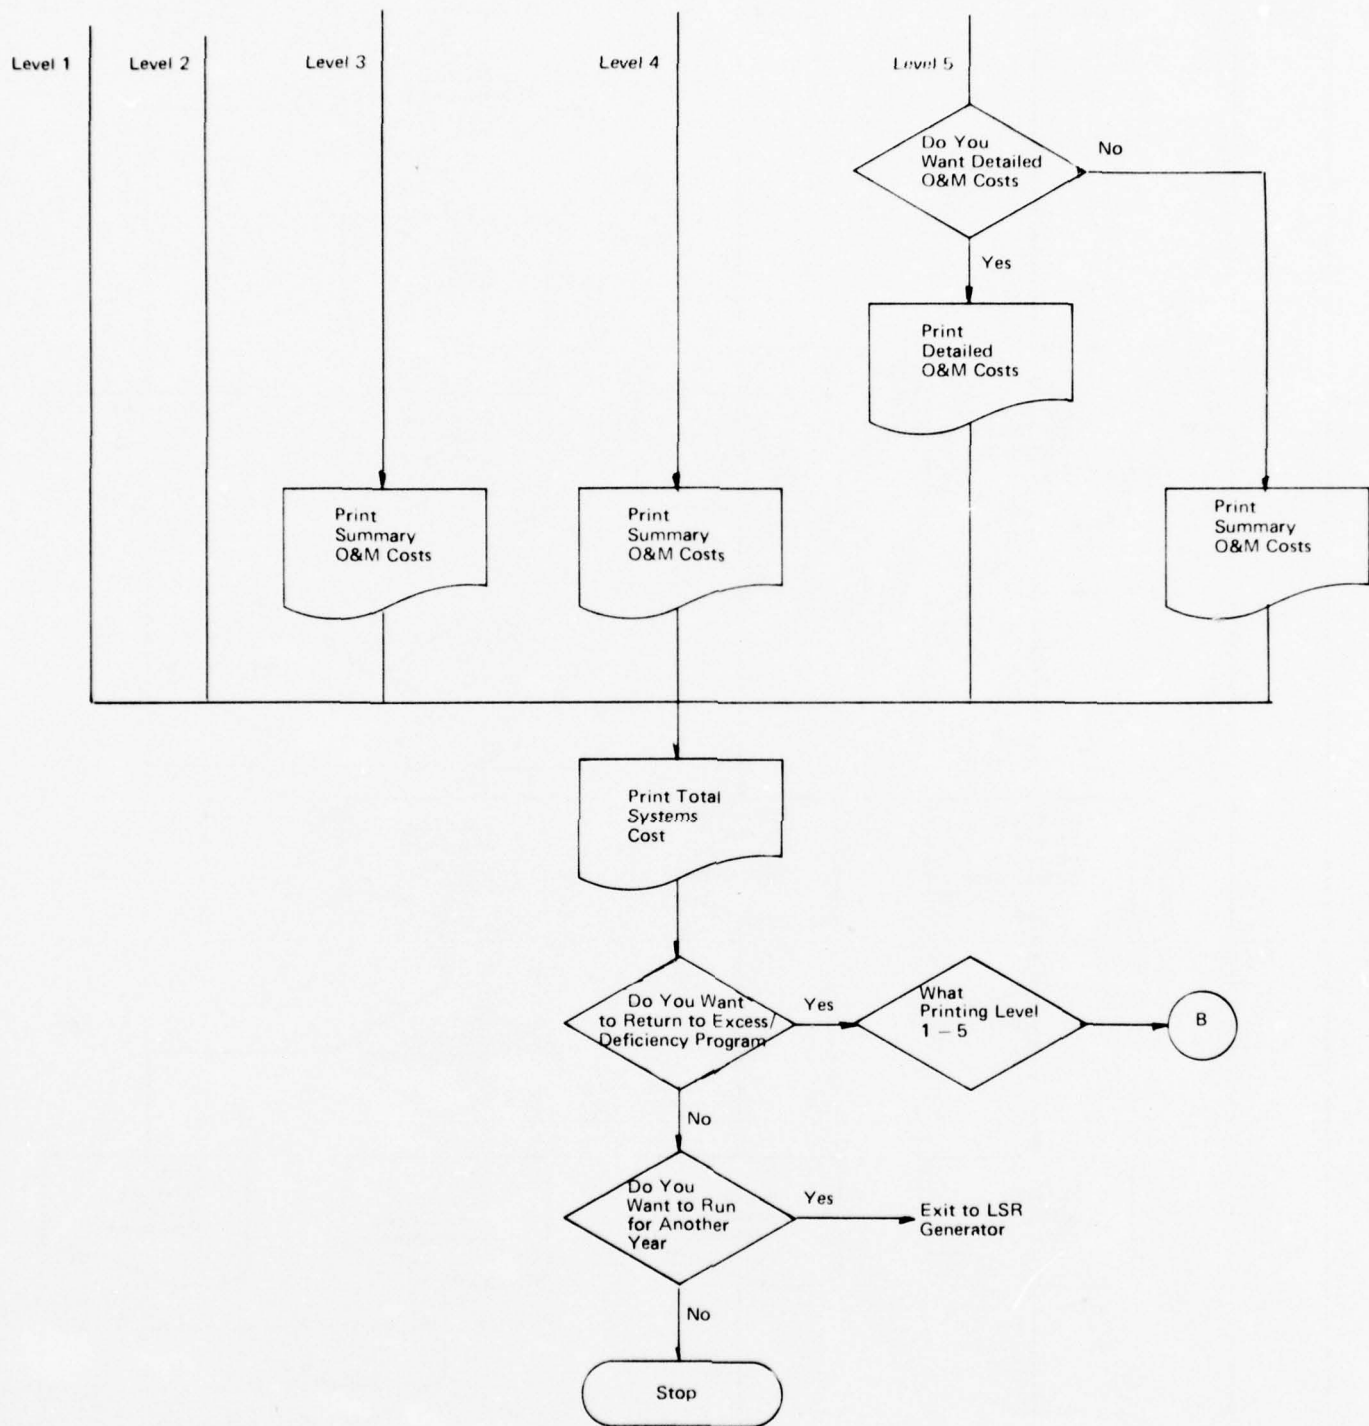 Level 1
Level 2
Level 3
Level 4
Level 5
Do You
Want Detailed
O&M Costs
No
Yes
Print
Detailed
O&M Costs
Print
Summary
O&M Costs
Print
Summary
O&M Costs
Print
Summary
O&M Costs
Print Total
Systems
Cost
Do You Want
to Return to Excess/
Deficiency Program
Yes
What
Printing Level
1 – 5
B
No
Do You
Want to Run
for Another
Year
Yes
Exit to LSR
Generator
No
Stop